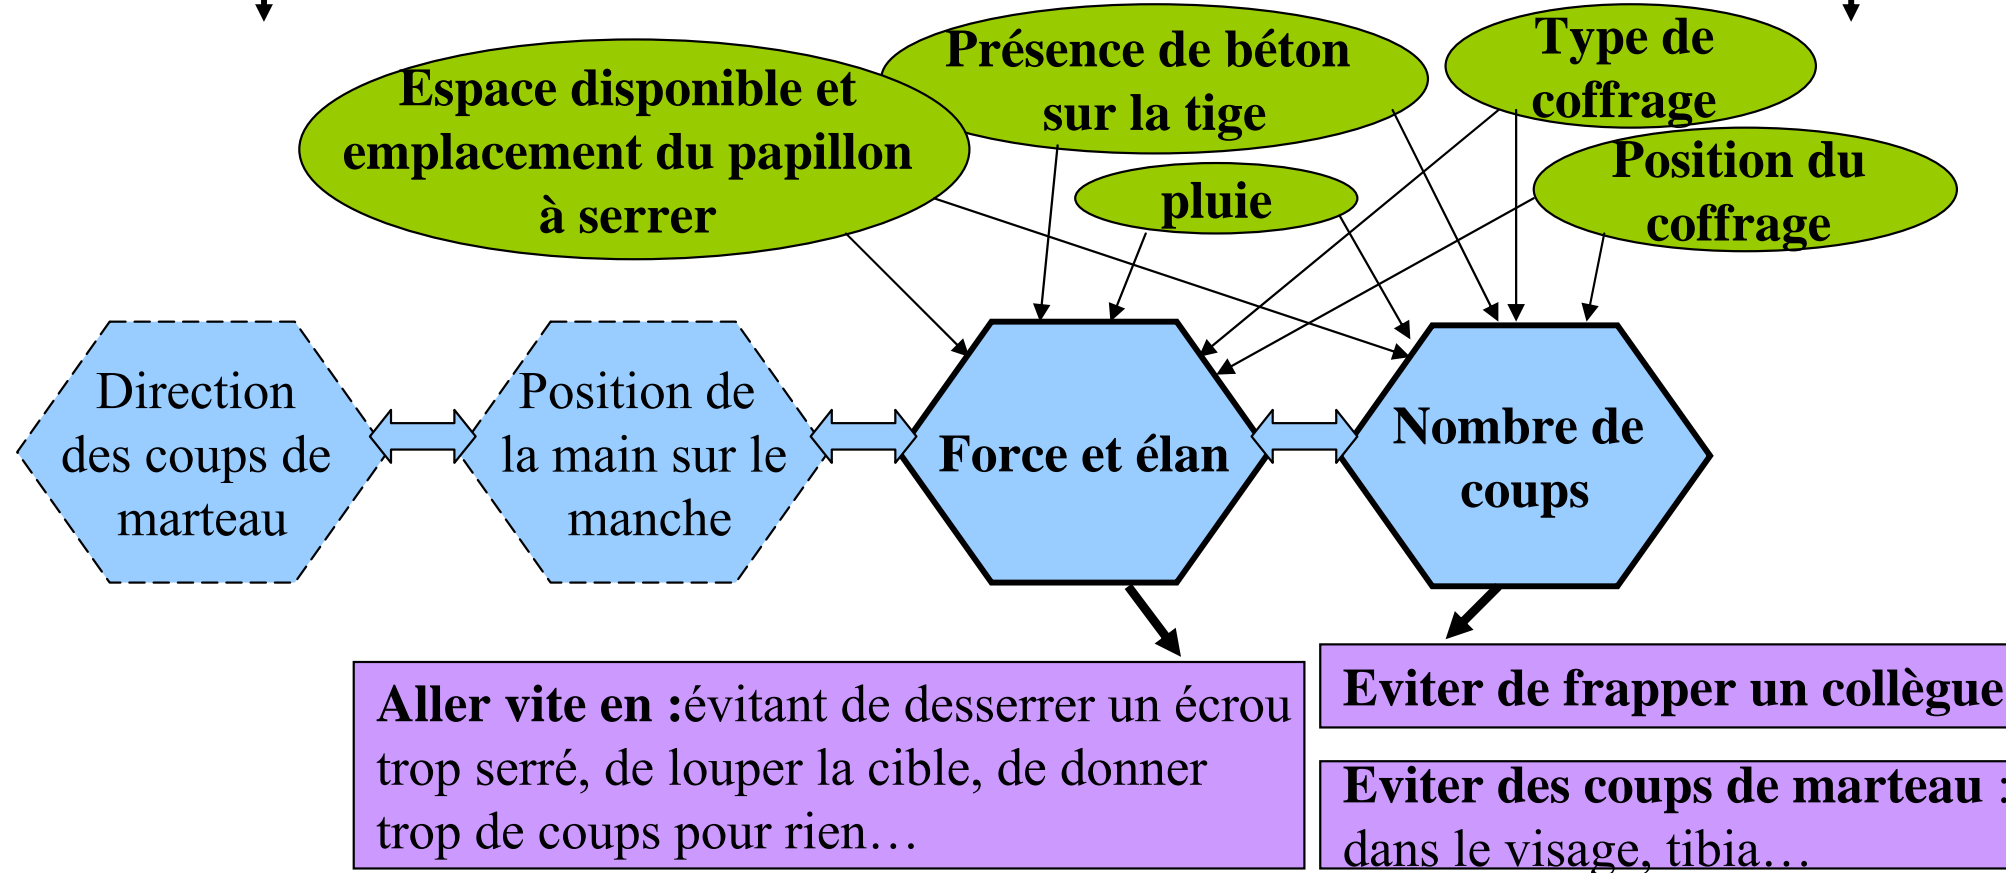 Espace disponible et
emplacement du papillon
à serrer
Présence de béton
sur la tige
pluie
Type de
coffrage
Position du
coffrage
Direction
des coups de
marteau
Position de
la main sur le
manche
Force et élan
Nombre de
coups
Aller vite en :évitant de desserrer un écrou
trop serré, de louper la cible, de donner
trop de coups pour rien…
Eviter de frapper un collègue
Eviter des coups de marteau :
dans le visage, tibia…